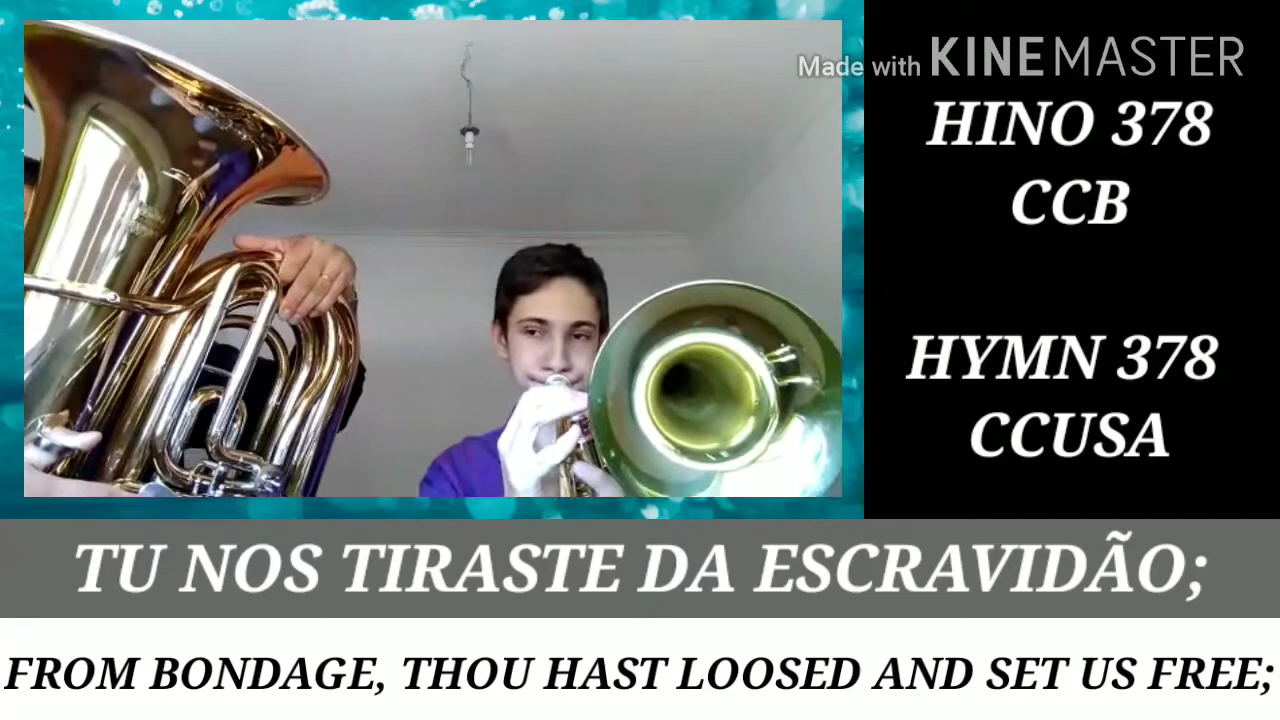 Made with KINEMASTER
HINO 378
CCB
HYMN 378
CCUSA
TU NOS TIRASTE DA ESCRAVIDÃO;
FROM BONDAGE, THOU HAST LOOSED AND SET US FREE;